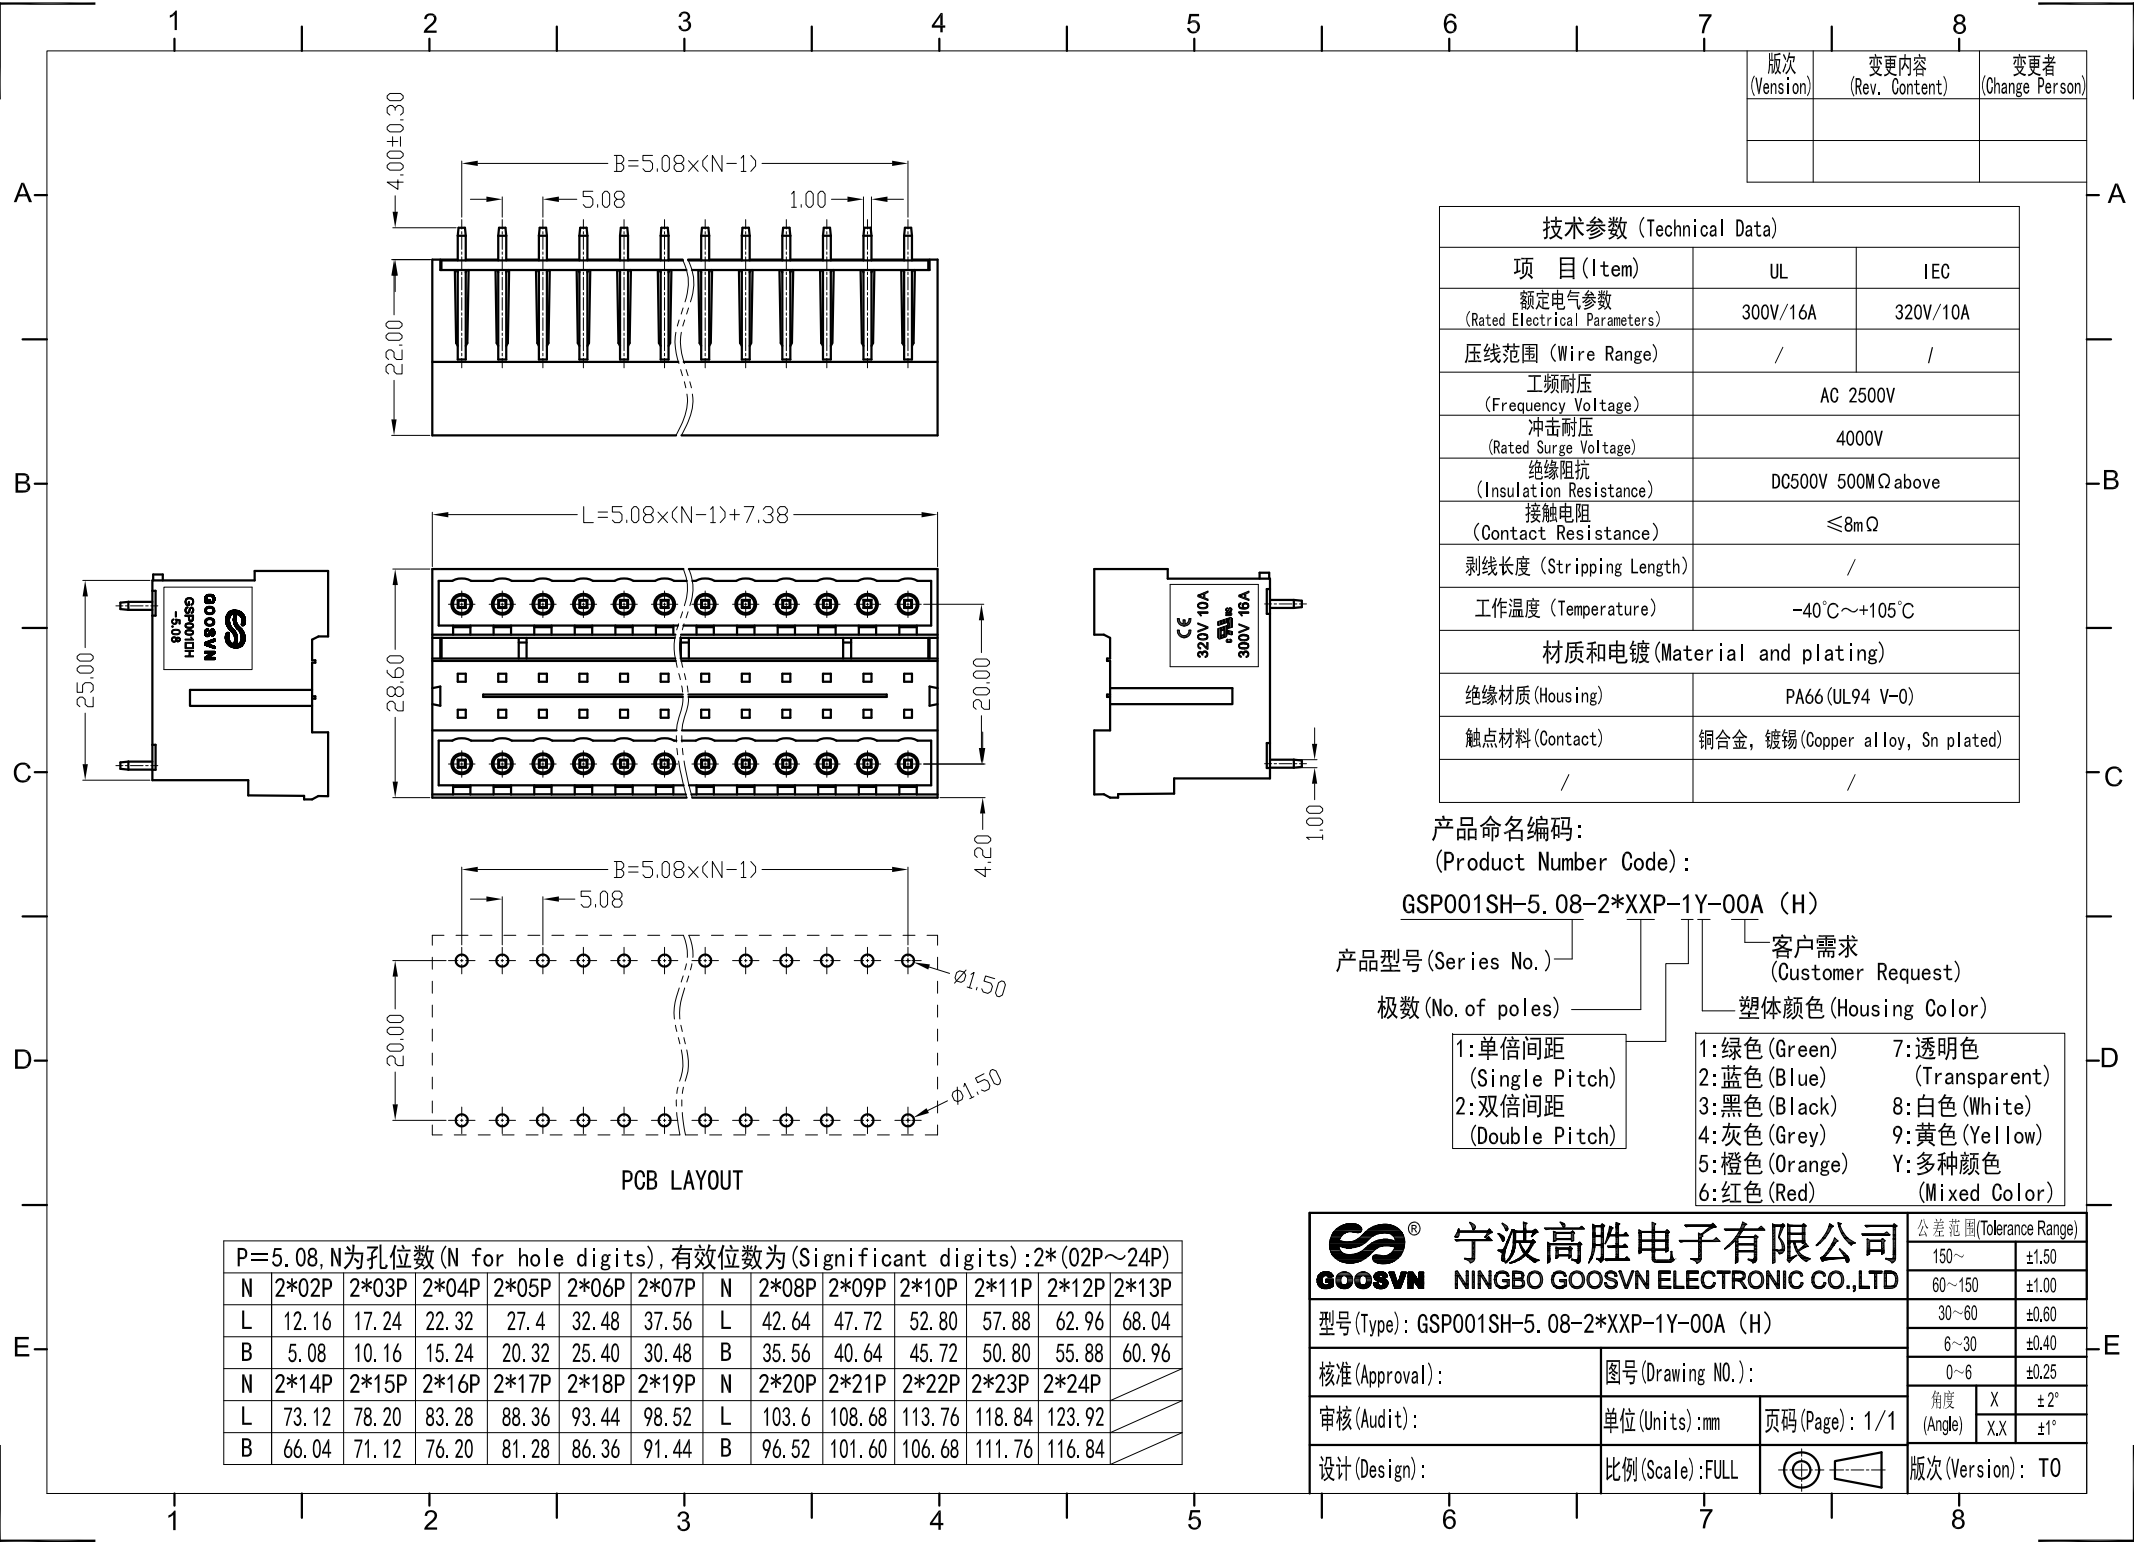 1 2 3 4 5 6 7 8
A
B
C
D
E
A
B
C
D
E
1 2 3 4 5 6 7 8
版次 变更内容 变更者
(Vension) (Rev. Content) (Change Person)
4.00±0.30
B=5.08x(N-1)
5.08
1.00
22.00
L=5.08x(N-1)+7.38
25.00
GOOSVN
GSP001DH
-5.08
28.60
20.00
4.20
CE
320V 10A
300V 16A
1.00
B=5.08x(N-1)
5.08
20.00
ø1.50
ø1.50
PCB LAYOUT
技术参数 (Technical Data)
项 目(Item) UL IEC
额定电气参数
(Rated Electrical Parameters) 300V/16A 320V/10A
压线范围 (Wire Range) / /
工频耐压
(Frequency Voltage) AC 2500V
冲击耐压
(Rated Surge Voltage) 4000V
绝缘阻抗
(Insulation Resistance) DC500V 500MΩabove
接触电阻
(Contact Resistance) ≤8mΩ
剥线长度 (Stripping Length) /
工作温度 (Temperature) -40℃～+105℃
材质和电镀(Material and plating)
绝缘材质(Housing) PA66(UL94 V-0)
触点材料(Contact) 铜合金, 镀锡(Copper alloy, Sn plated)
/ /
产品命名编码:
(Product Number Code):
GSP001SH-5.08-2*XXP-1Y-00A (H)
产品型号(Series No.)
客户需求
(Customer Request)
极数(No.of poles)
塑体颜色(Housing Color)
1:单倍间距
(Single Pitch)
2:双倍间距
(Double Pitch)
1:绿色(Green) 7:透明色
2:蓝色(Blue) (Transparent)
3:黑色(Black) 8:白色(White)
4:灰色(Grey) 9:黄色(Yellow)
5:橙色(Orange) Y:多种颜色
6:红色(Red) (Mixed Color)
P=5.08,N为孔位数(N for hole digits),有效位数为(Significant digits):2*(02P～24P)
N 2*02P 2*03P 2*04P 2*05P 2*06P 2*07P N 2*08P 2*09P 2*10P 2*11P 2*12P 2*13P
L 12.16 17.24 22.32 27.4 32.48 37.56 L 42.64 47.72 52.80 57.88 62.96 68.04
B 5.08 10.16 15.24 20.32 25.40 30.48 B 35.56 40.64 45.72 50.80 55.88 60.96
N 2*14P 2*15P 2*16P 2*17P 2*18P 2*19P N 2*20P 2*21P 2*22P 2*23P 2*24P
L 73.12 78.20 83.28 88.36 93.44 98.52 L 103.6 108.68 113.76 118.84 123.92
B 66.04 71.12 76.20 81.28 86.36 91.44 B 96.52 101.60 106.68 111.76 116.84
®
GOOSVN
宁波高胜电子有限公司
NINGBO GOOSVN ELECTRONIC CO.,LTD
型号(Type): GSP001SH-5.08-2*XXP-1Y-00A (H)
核准(Approval): 图号(Drawing NO.):
审核(Audit): 单位(Units):mm 页码(Page): 1/1
设计(Design): 比例(Scale):FULL
公差范围(Tolerance Range)
150～ ±1.50
60～150 ±1.00
30～60 ±0.60
6～30 ±0.40
0～6 ±0.25
角度 X ±2°
(Angle) X.X ±1°
版次(Version): T0